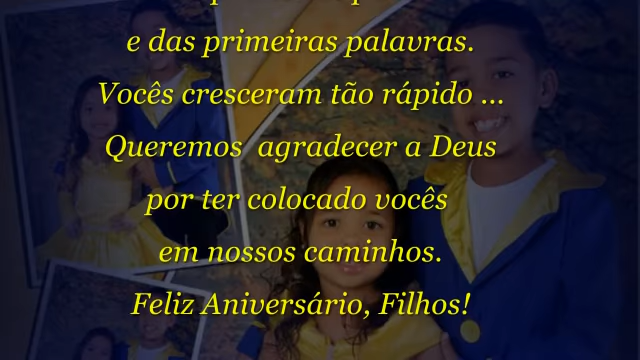 e das primeiras palavras.
Vocês cresceram tão rápido ...
Queremos agradecer a Deus
por ter colocado vocês
em nossos caminhos.
Feliz Aniversário, Filhos!